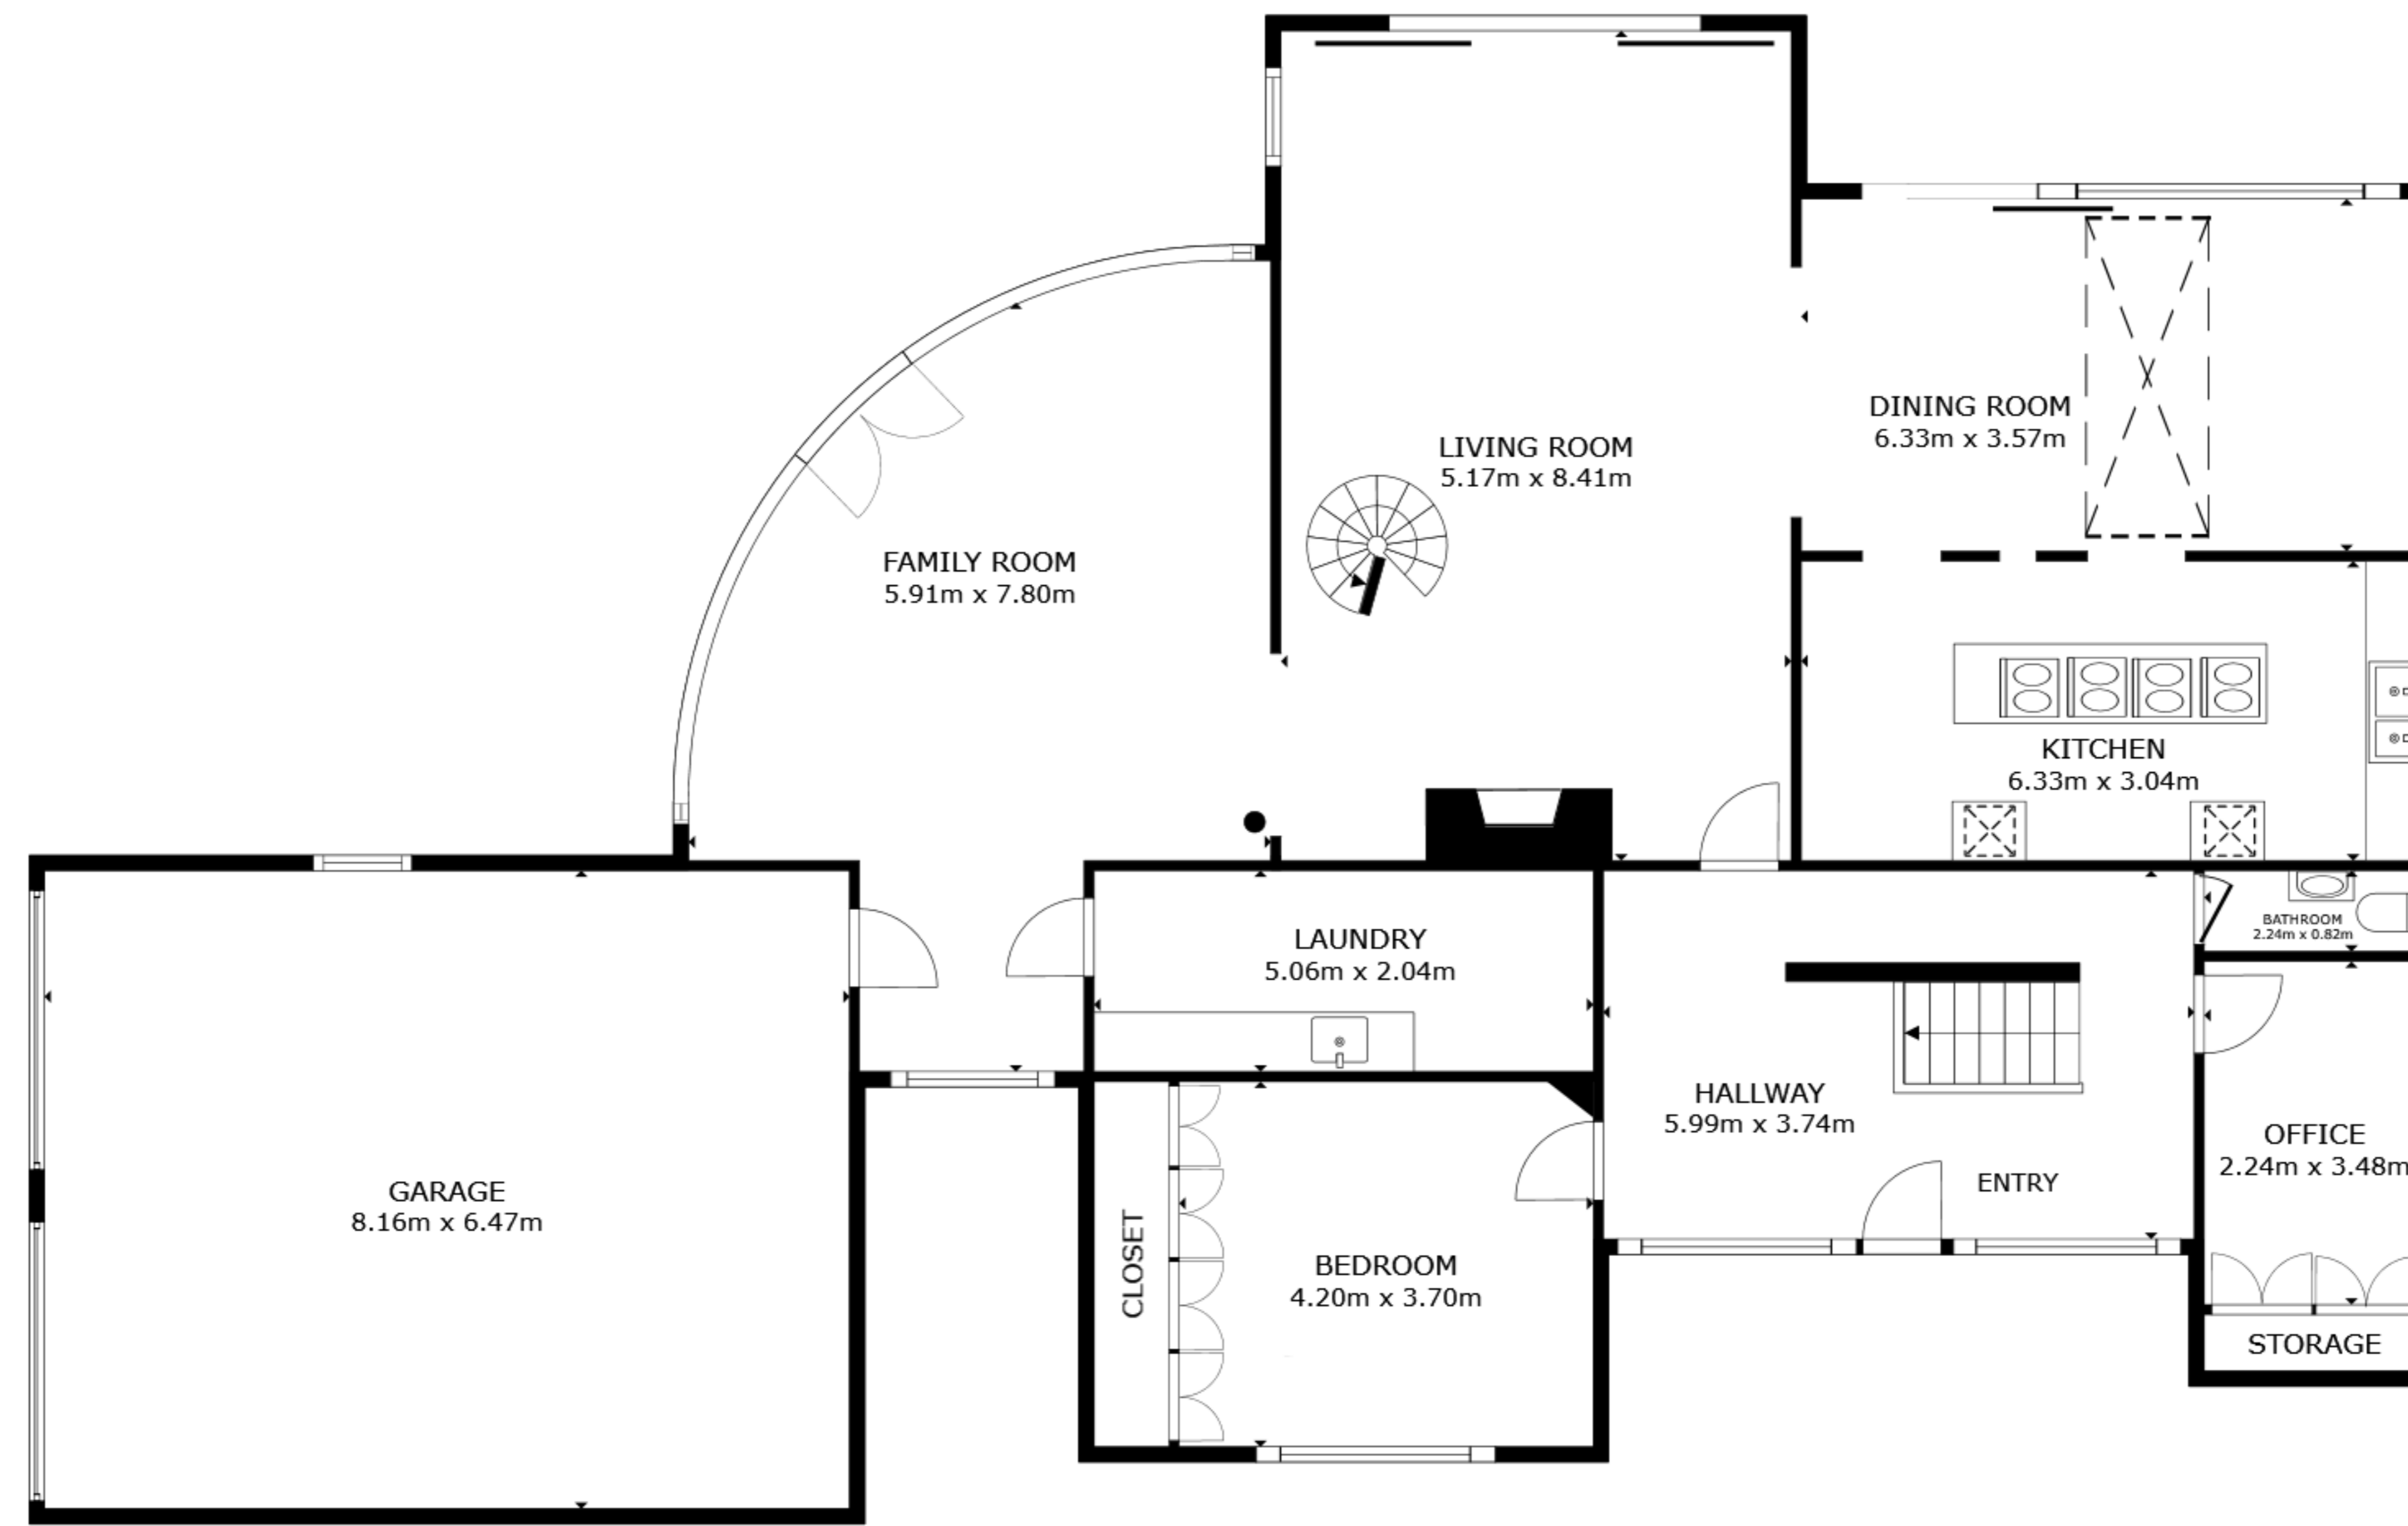 DINING ROOM
6.33m x 3.57m
LIVING ROOM
5.17m x 8.41m
FAMILY ROOM
5.91m x 7.80m
KITCHEN
6.33m x 3.04m
BATHROOM
2.24m x 0.82m
LAUNDRY
5.06m x 2.04m
HALLWAY
5.99m x 3.74m
OFFICE
2.24m x 3.48m
ENTRY
GARAGE
8.16m x 6.47m
CLOSET
BEDROOM
4.20m x 3.70m
STORAGE